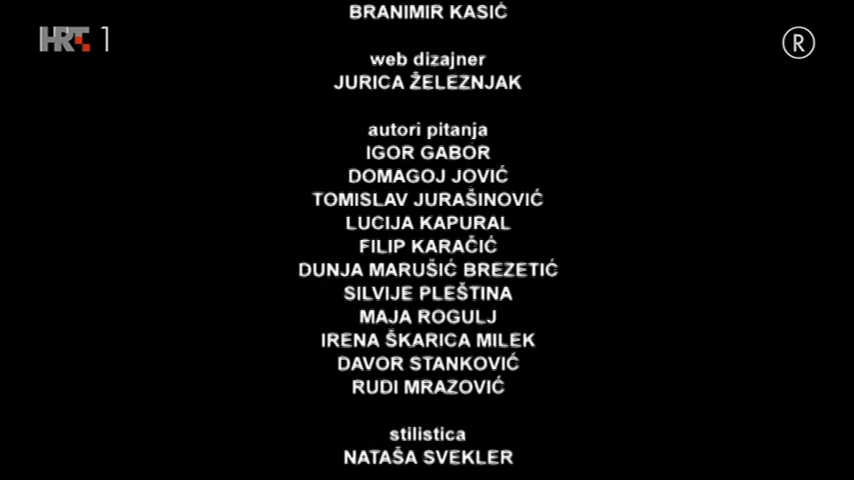 HRT 1
®
BRANIMIR KASIĆ
web dizajner
JURICA ŽELEZNJAK
autori pitanja
IGOR GABOR
DOMAGOJ JOVIĆ
TOMISLAV JURAŠINOVIĆ
LUCIJA KAPURAL
FILIP KARAČIĆ
DUNJA MARUŠIĆ BREZETIĆ
SILVIJE PLEŠTINA
MAJA ROGULJ
IRENA ŠKARICA MILEK
DAVOR STANKOVIĆ
RUDI MRAZOVIĆ
stilistica
NATAŠA SVEKLER